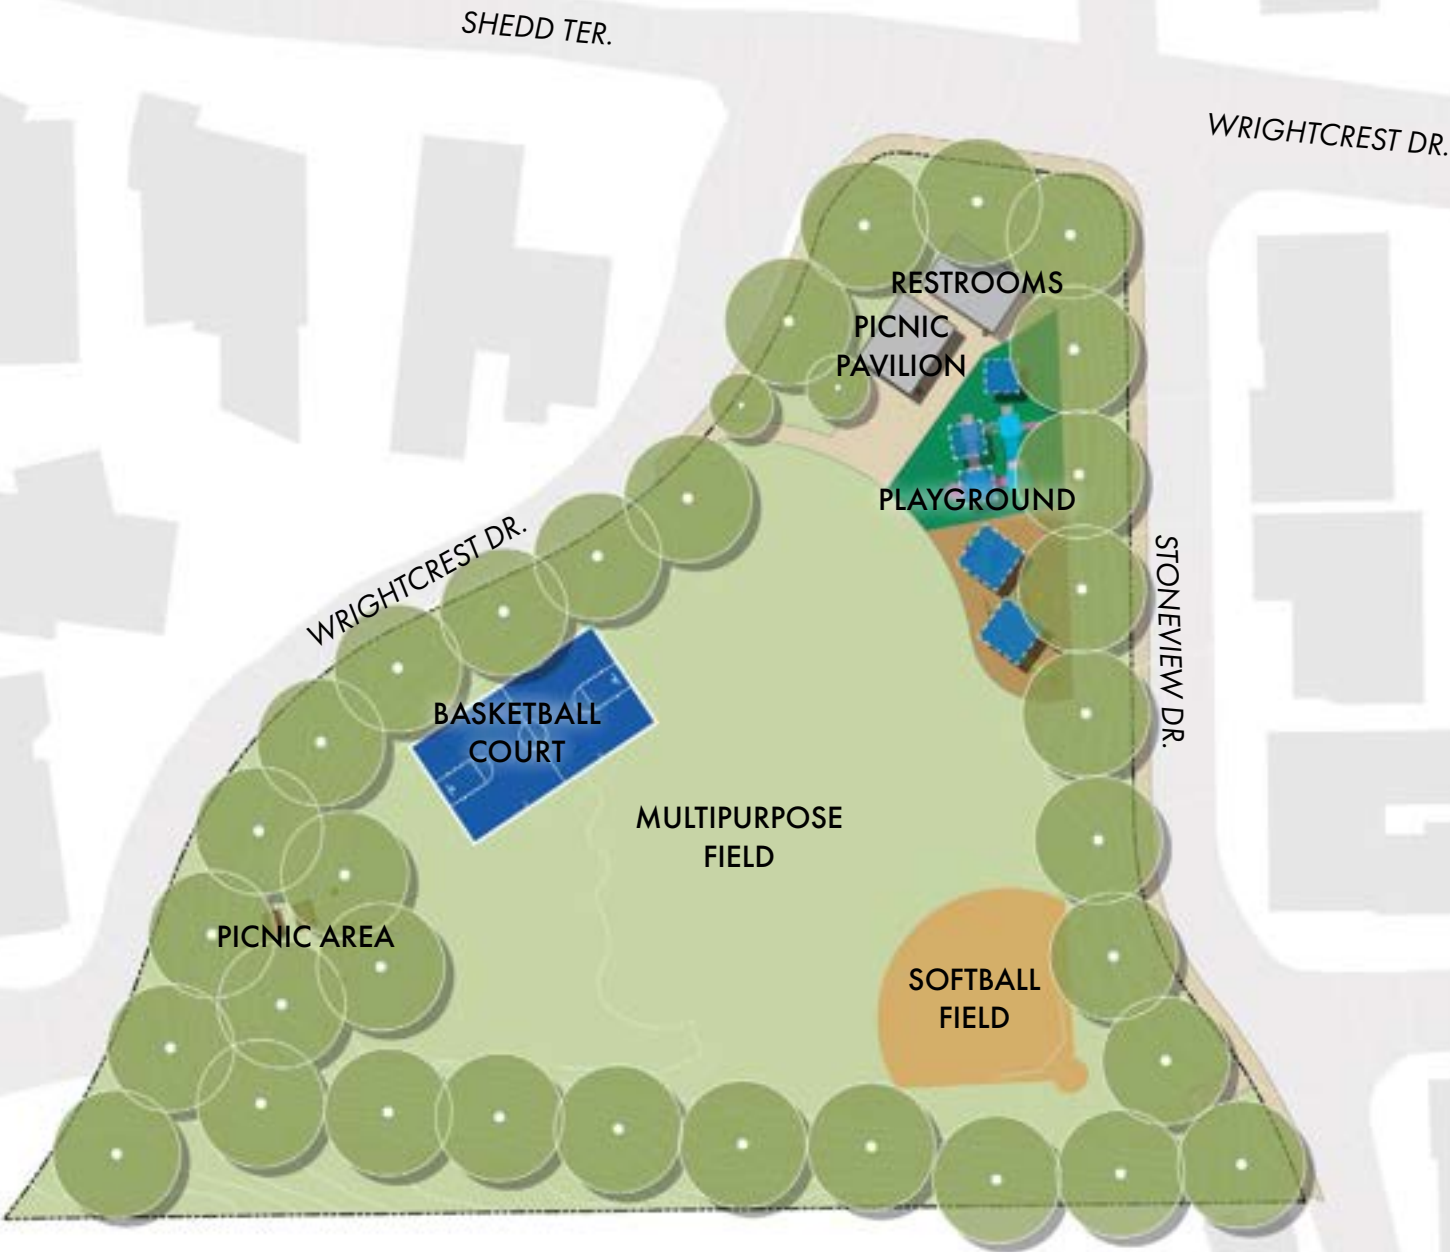 SHEDD TER.
WRIGHTCREST DR.
RESTROOMS
PICNIC
PAVILION
PLAYGROUND
WRIGHTCREST DR.
STONEVIEW DR.
BASKETBALL
COURT
MULTIPURPOSE
FIELD
PICNIC AREA
SOFTBALL
FIELD